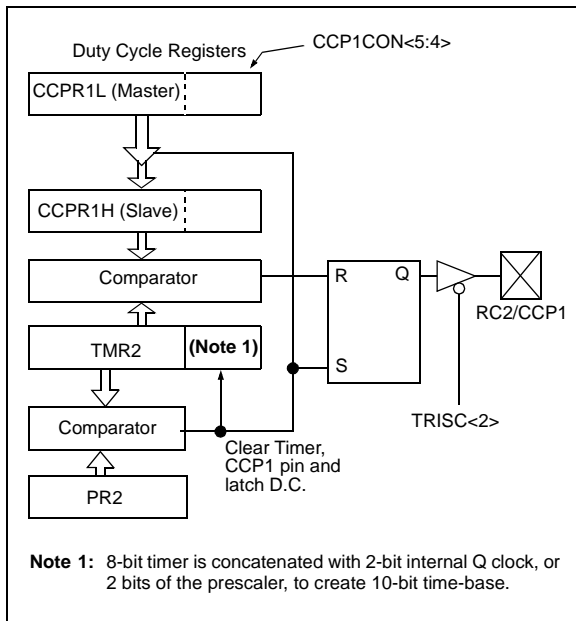 Duty Cycle Registers
CCP1CON<5:4>
CCPR1L (Master)
CCPR1H (Slave)
Comparator
R
Q
RC2/CCP1
TMR2
(Note 1)
S
TRISC<2>
Comparator
Clear Timer,
CCP1 pin and
latch D.C.
PR2
Note 1: 8-bit timer is concatenated with 2-bit internal Q clock, or
2 bits of the prescaler, to create 10-bit time-base.